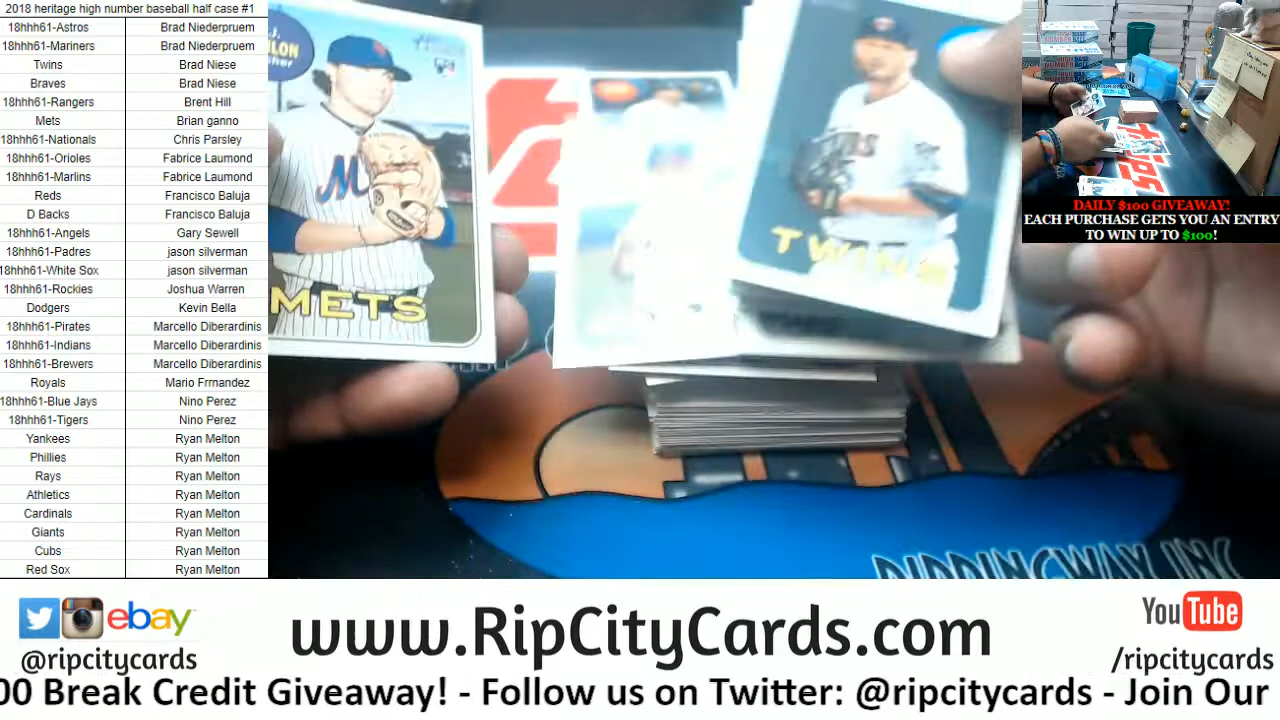 2018 heritage high number baseball half case #1
18hhh61-Astros Brad Niederpruem
18hhh61-Mariners Brad Niederpruem
Twins Brad Niese
Braves Brad Niese
18hhh61-Rangers Brent Hill
Mets Brian ganno
18hhh61-Nationals Chris Parsley
18hhh61-Orioles Fabrice Laumond
18hhh61-Marlins Fabrice Laumond
Reds Francisco Baluja
D Backs Francisco Baluja
18hhh61-Angels Gary Sewell
18hhh61-Padres jason silverman
18hhh61-White Sox jason silverman
18hhh61-Rockies Joshua Warren
Dodgers Kevin Bella
18hhh61-Pirates Marcello Diberardinis
18hhh61-Indians Marcello Diberardinis
18hhh61-Brewers Marcello Diberardinis
Royals Mario Frrnandez
18hhh61-Blue Jays Nino Perez
18hhh61-Tigers Nino Perez
Yankees Ryan Melton
Phillies Ryan Melton
Rays Ryan Melton
Athletics Ryan Melton
Cardinals Ryan Melton
Giants Ryan Melton
Cubs Ryan Melton
Red Sox Ryan Melton
METS
TWINS
DAILY $100 GIVEAWAY!
EACH PURCHASE GETS YOU AN ENTRY
TO WIN UP TO $100!
RIPPINGWAX INC
ebay
@ripcitycards
www.RipCityCards.com
YouTube
/ripcitycards
00 Break Credit Giveaway! - Follow us on Twitter: @ripcitycards - Join Our